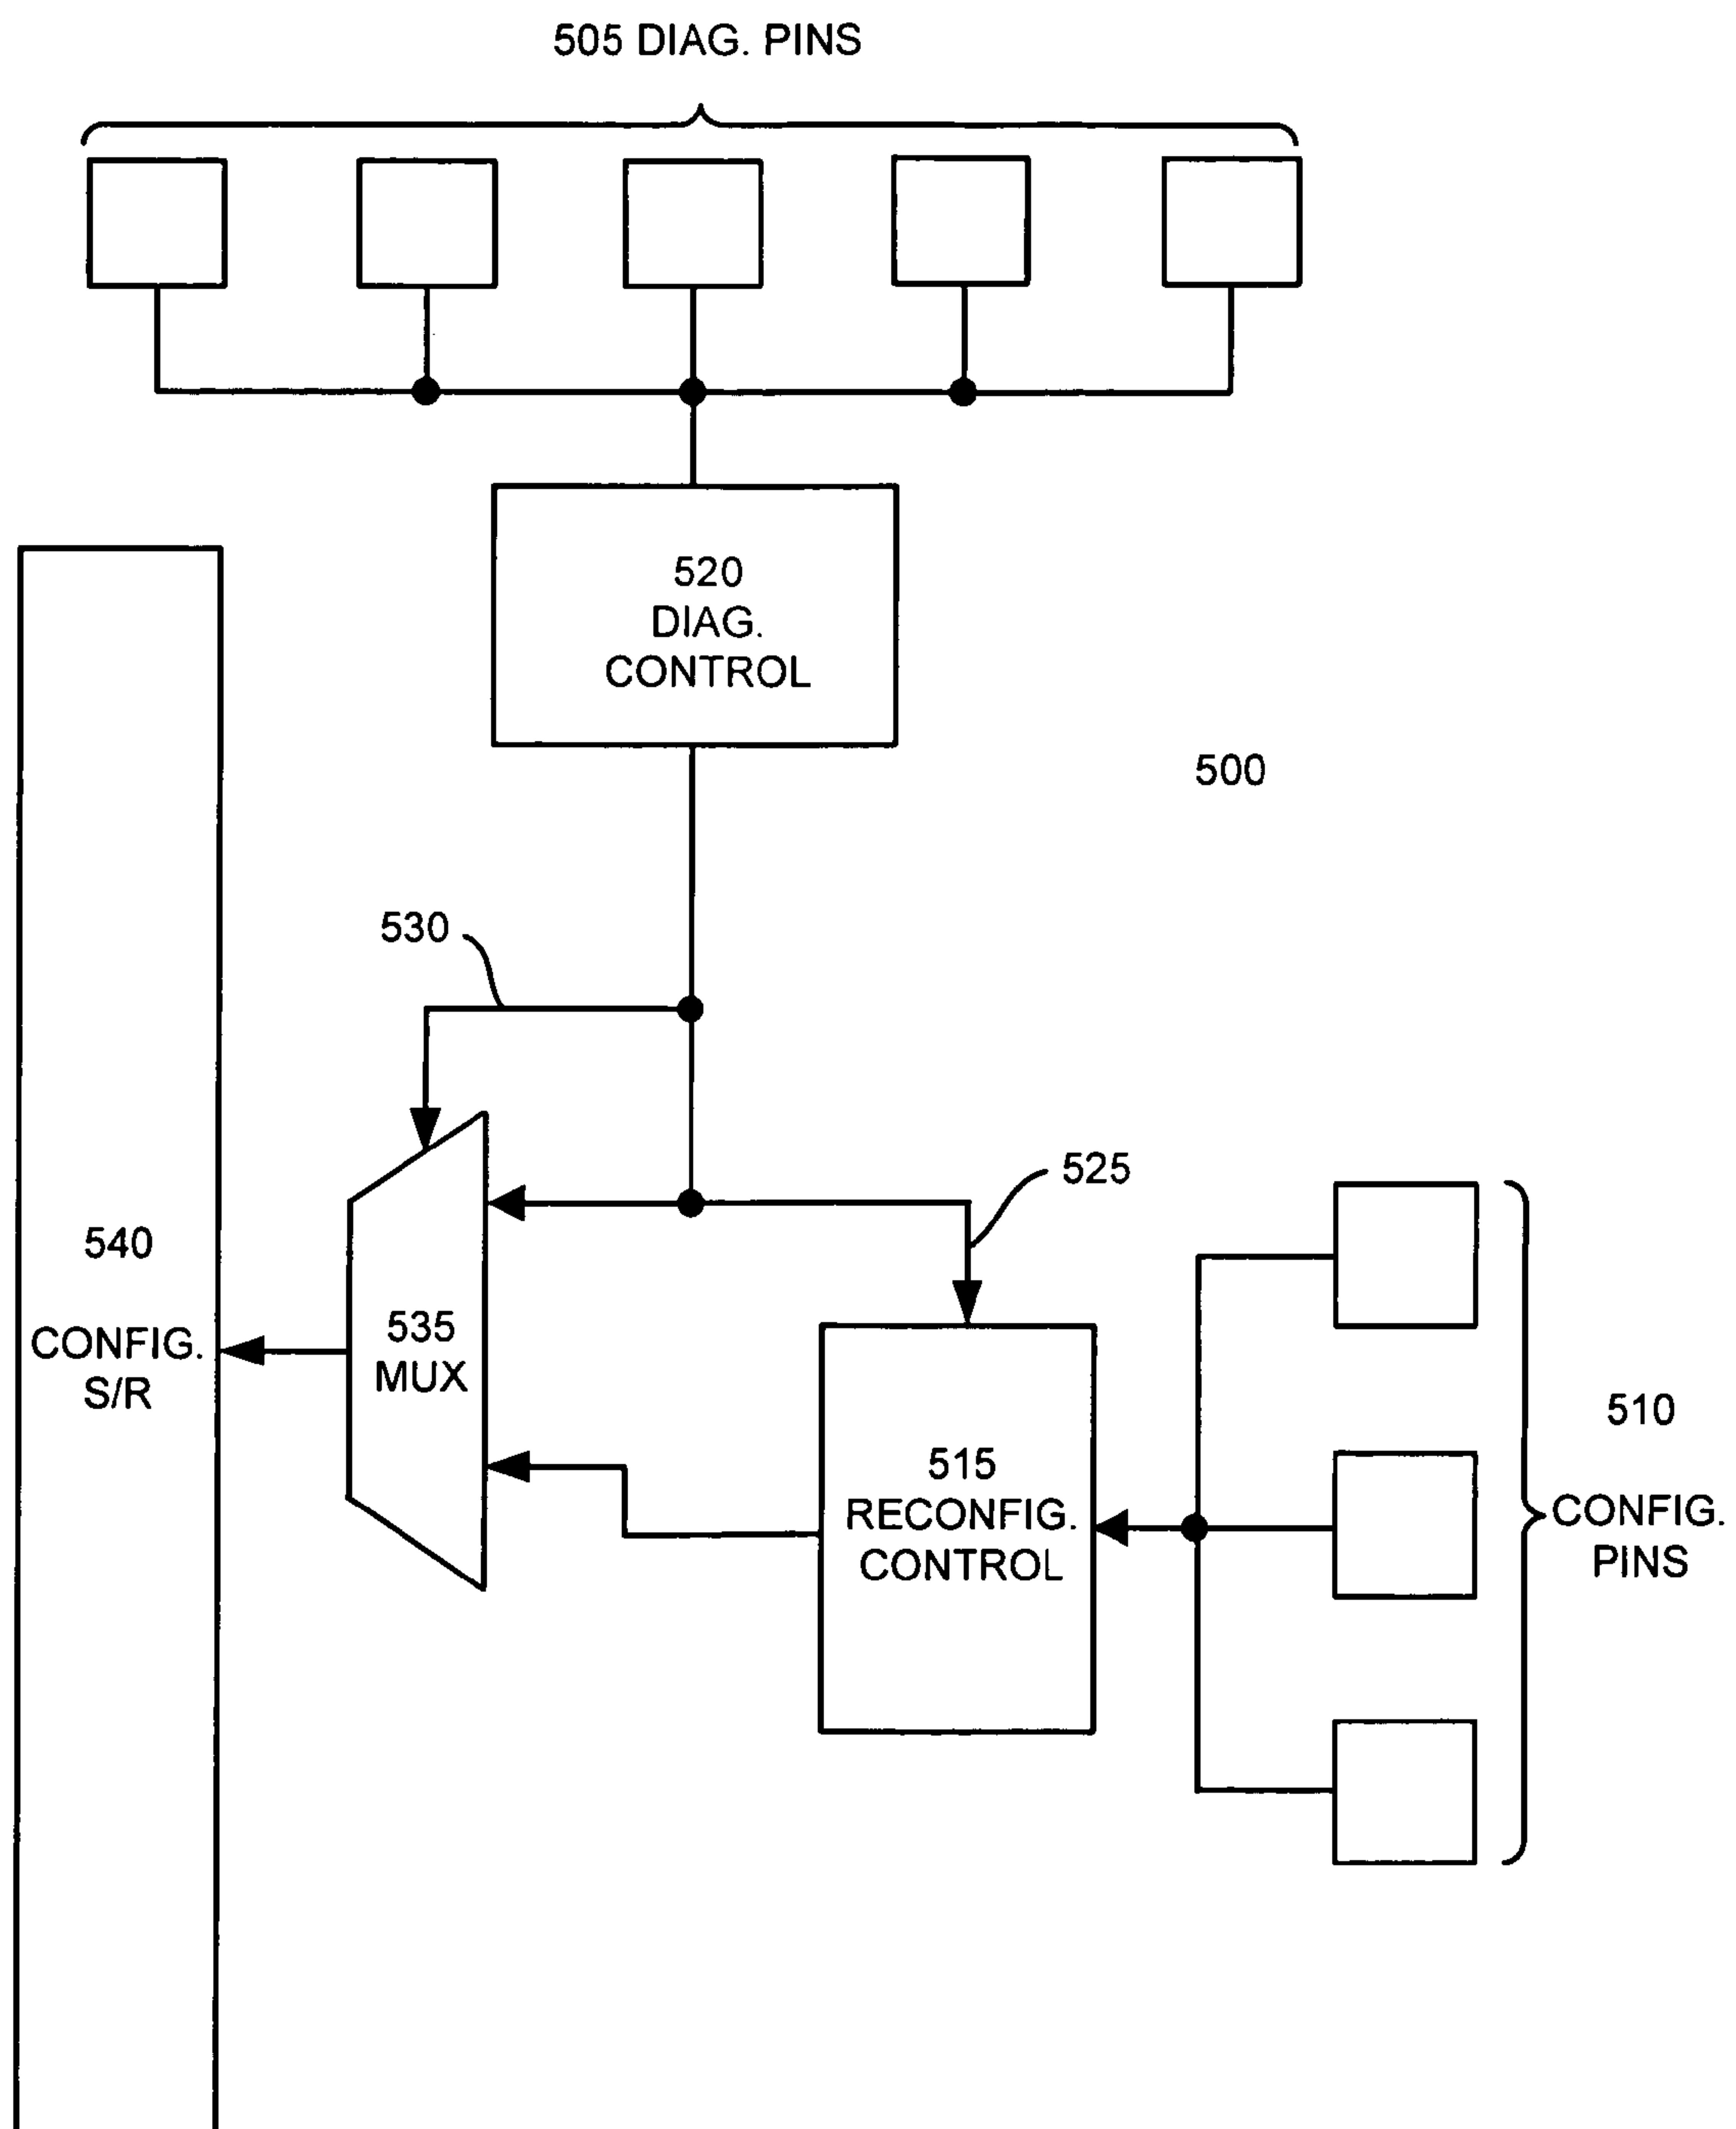 505 DIAG. PINS
520
DIAG.
CONTROL
500
530
525
540
CONFIG.
S/R
535
MUX
515
RECONFIG.
CONTROL
510
CONFIG.
PINS